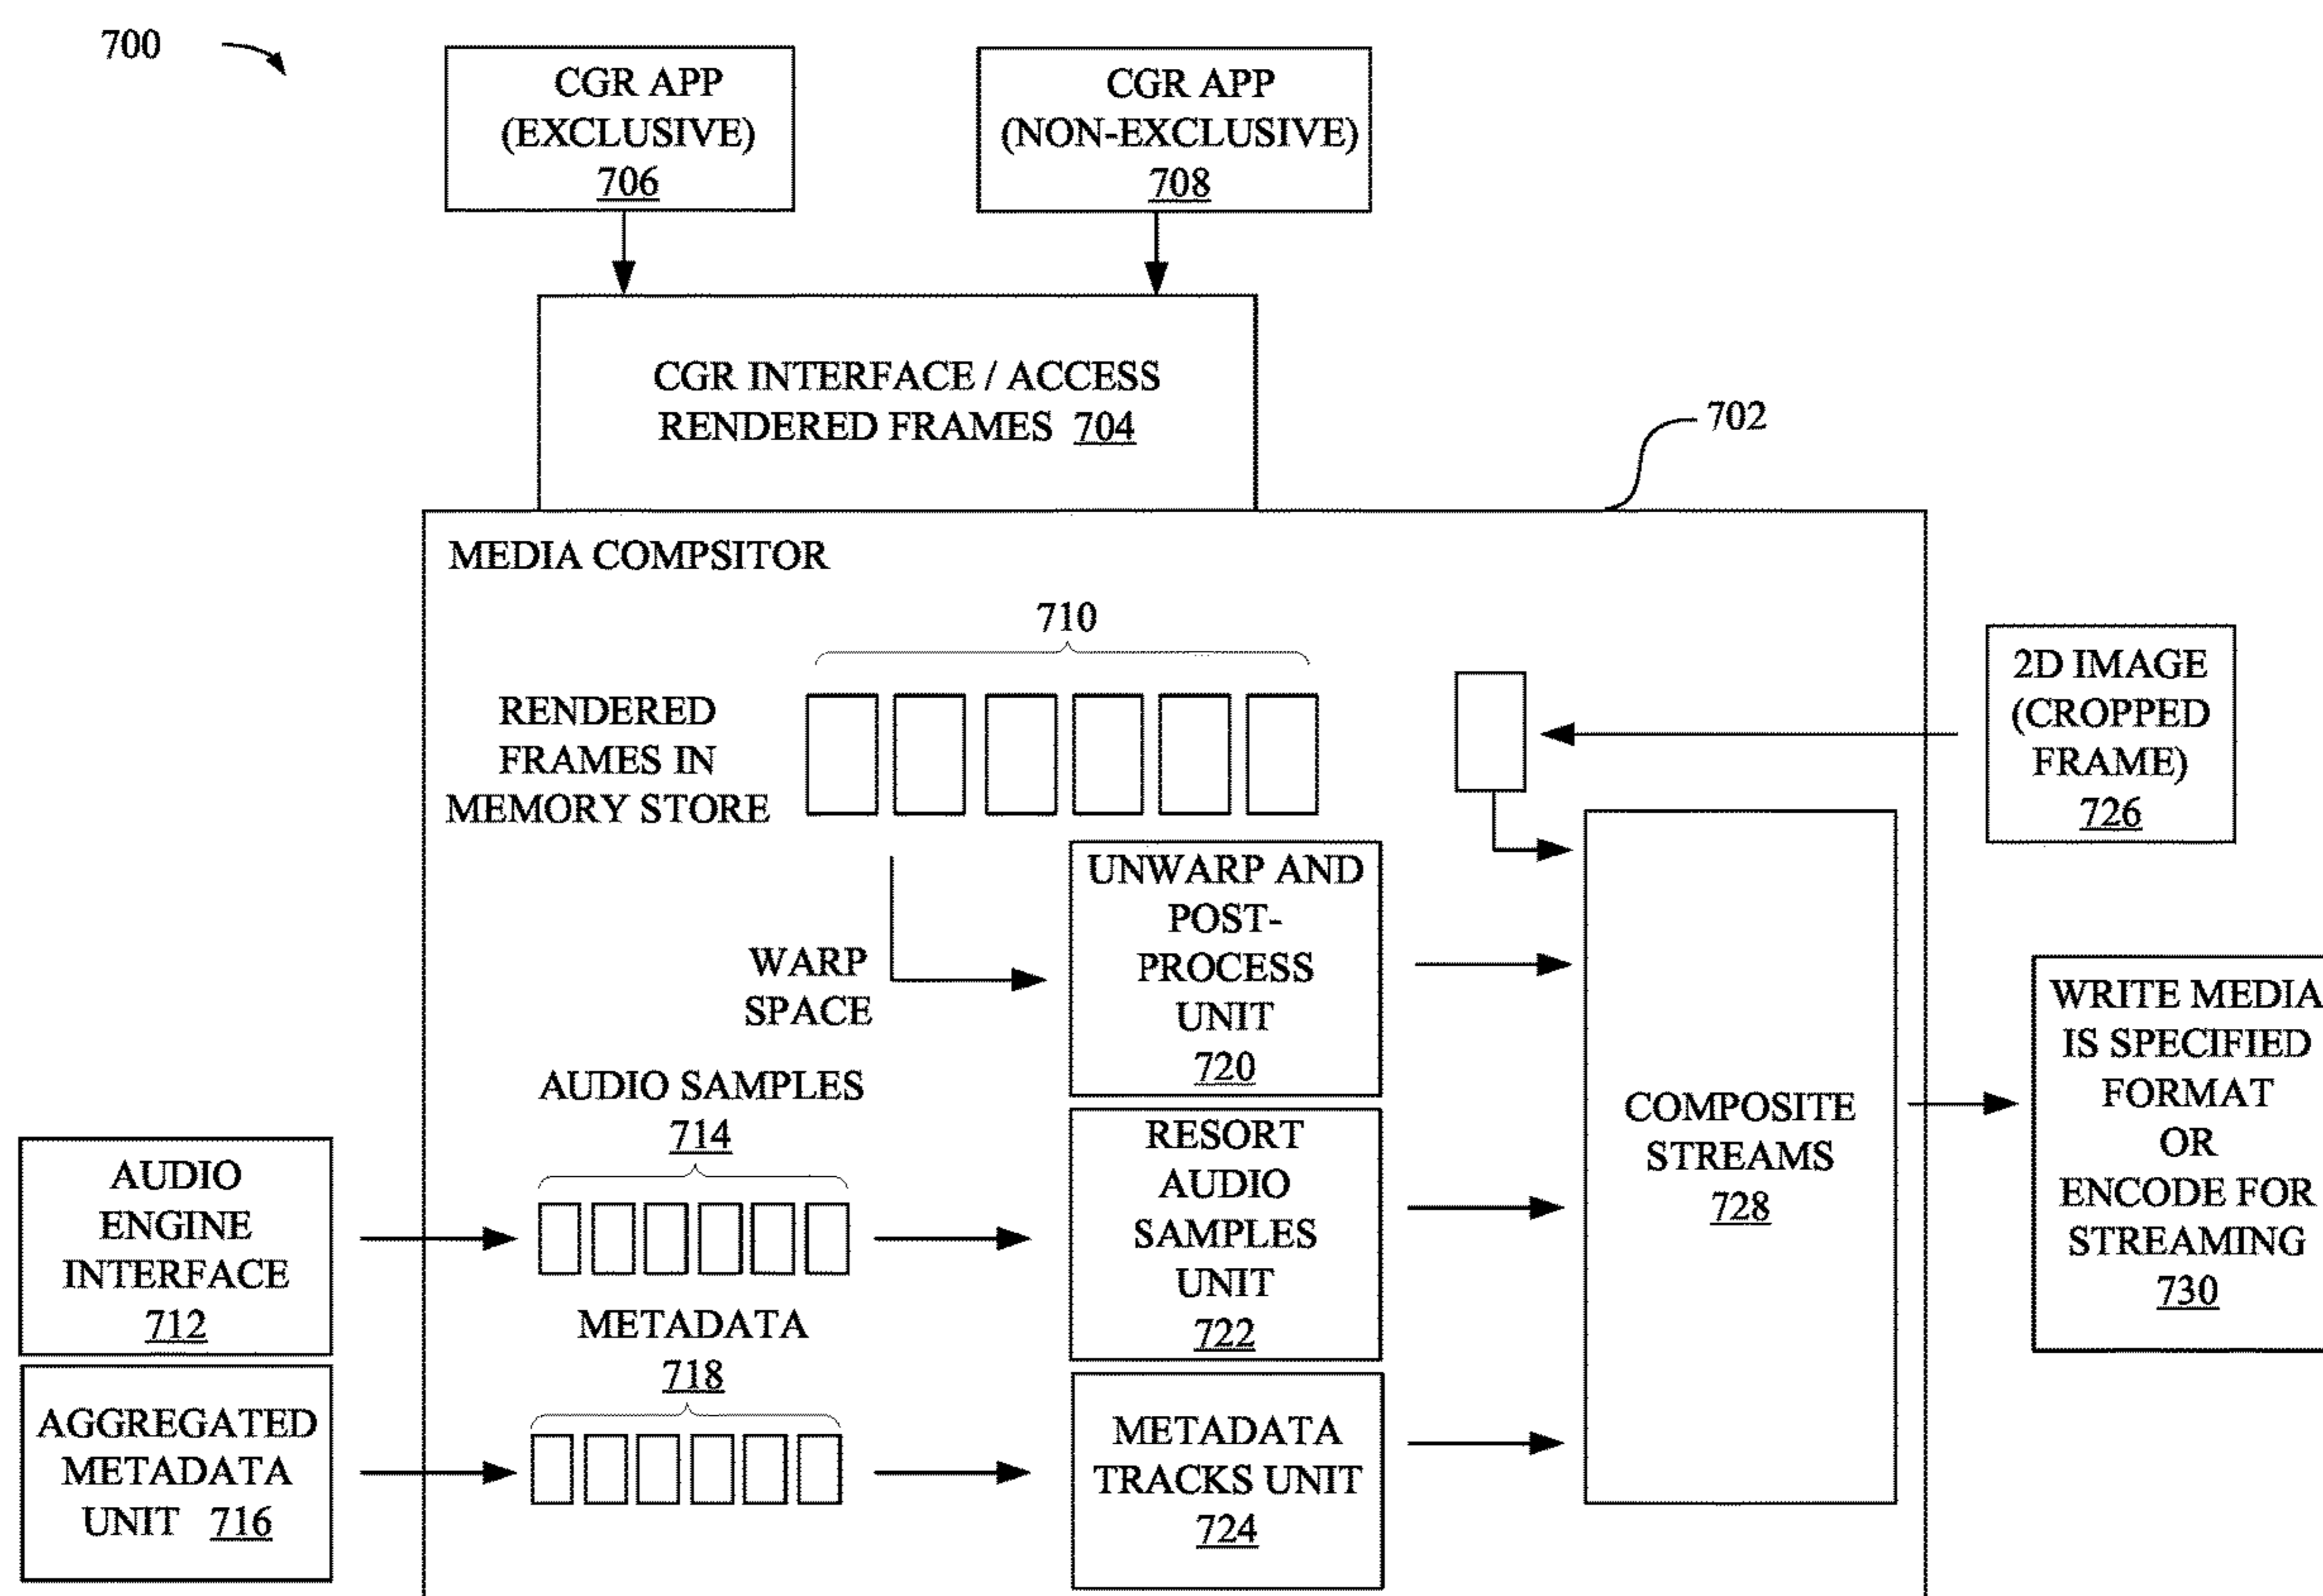 700
CGR APP
(EXCLUSIVE)
706
CGR APP
(NON-EXCLUSIVE)
708
CGR INTERFACE / ACCESS
RENDERED FRAMES 704
702
MEDIA COMPSITOR
710
RENDERED
FRAMES IN
MEMORY STORE
2D IMAGE
(CROPPED
FRAME)
726
WARP
SPACE
UNWARP AND
POST-
PROCESS
UNIT
720
AUDIO
ENGINE
INTERFACE
712
AUDIO SAMPLES
714
RESORT
AUDIO
SAMPLES
UNIT
722
COMPOSITE
STREAMS
728
WRITE MEDIA
IS SPECIFIED
FORMAT
OR
ENCODE FOR
STREAMING
730
AGGREGATED
METADATA
UNIT 716
METADATA
718
METADATA
TRACKS UNIT
724